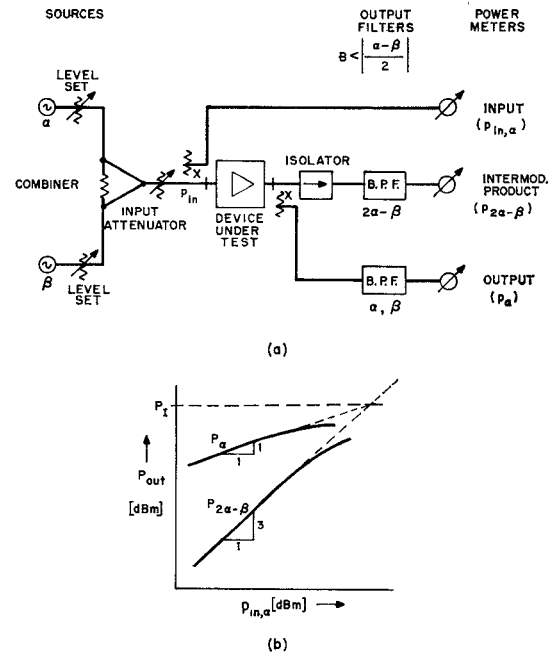 SOURCES
OUTPUT FILTERS
B < |α-β / 2|
POWER METERS
LEVEL SET
α
INPUT (p_in,α)
X
ISOLATOR
COMBINER
P_in
B.P.F.
INTERMOD. PRODUCT (p_2α-β)
INPUT ATTENUATOR
DEVICE UNDER TEST
X
2α-β
β
LEVEL SET
B.P.F.
α, β
OUTPUT (p_α)
(a)
P_I
P_α
1
1
P_out
[dBm]
P_2α-β
3
1
p_in,α [dBm]
(b)